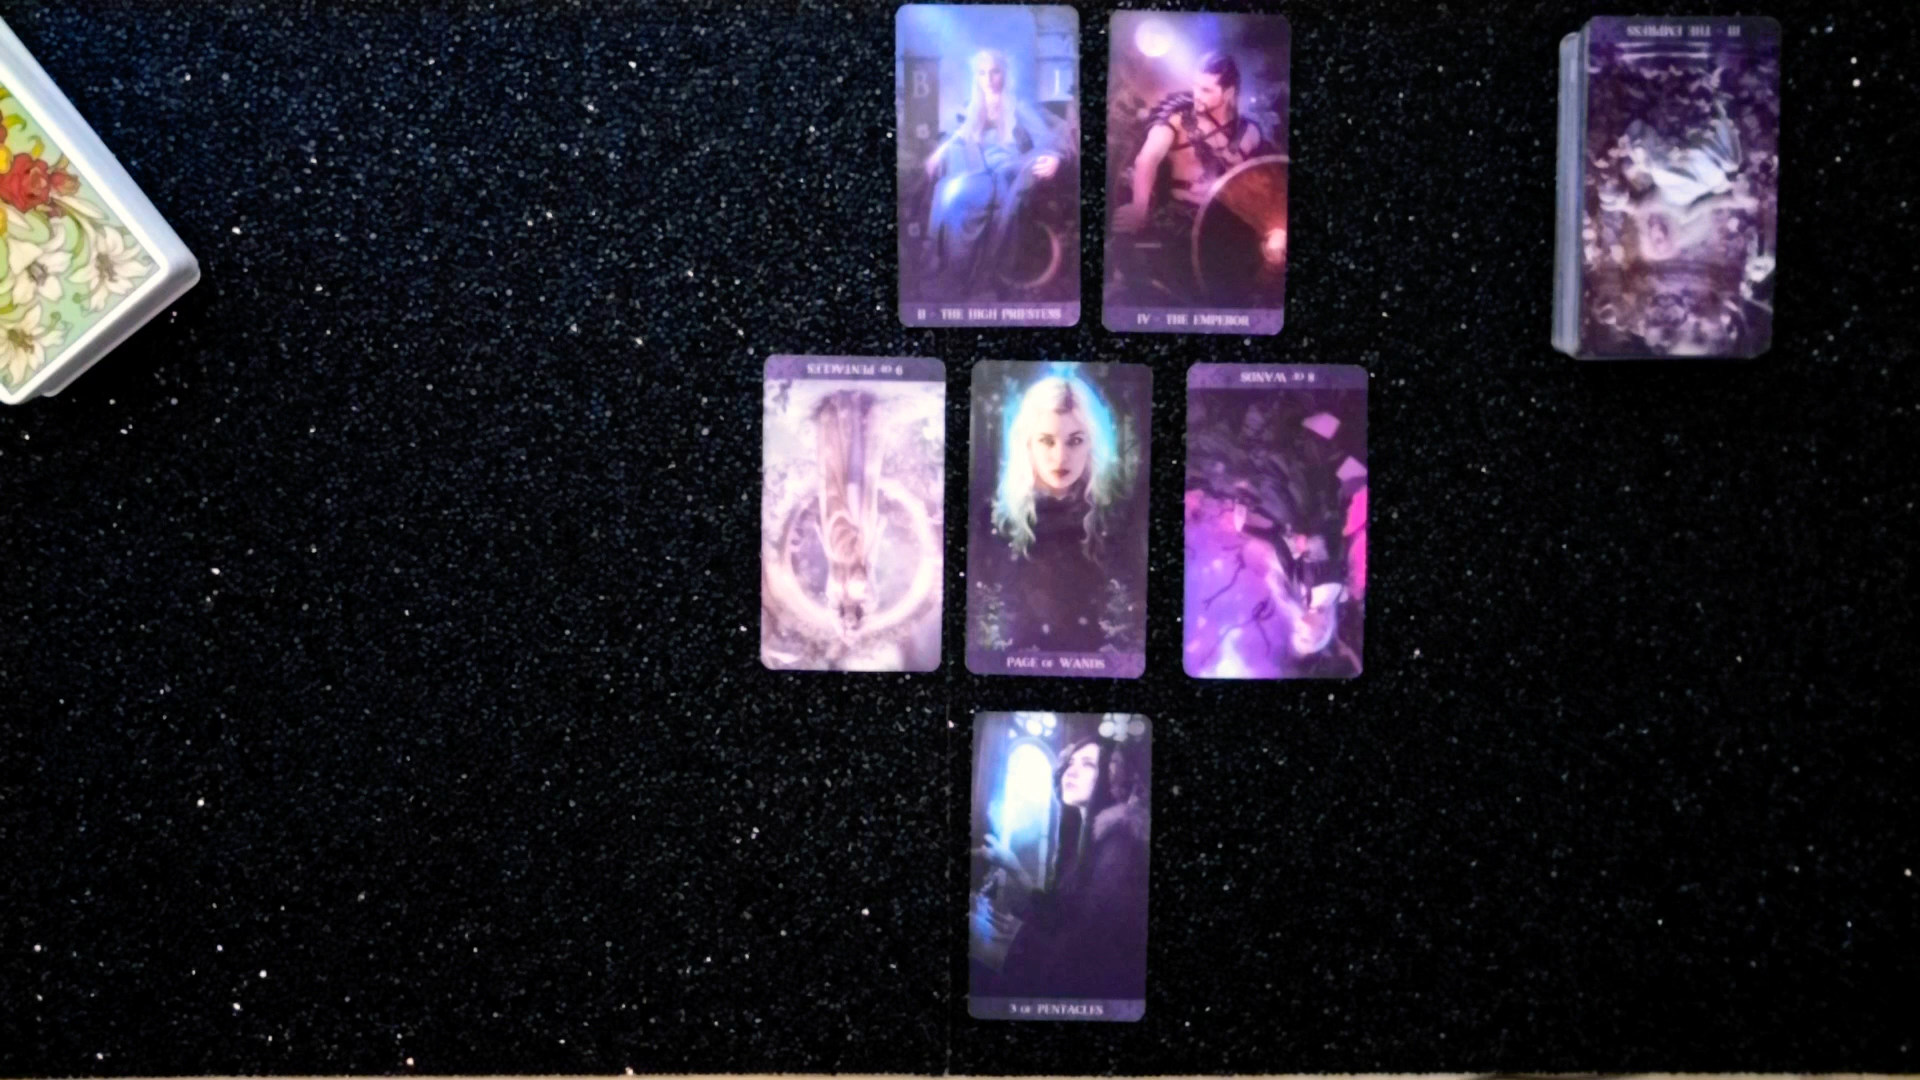 III · THE EMPRESS
B J
II · THE HIGH PRIESTESS
IV · THE EMPEROR
9 OF PENTACLES
8 OF WANDS
PAGE OF WANDS
3 OF PENTACLES